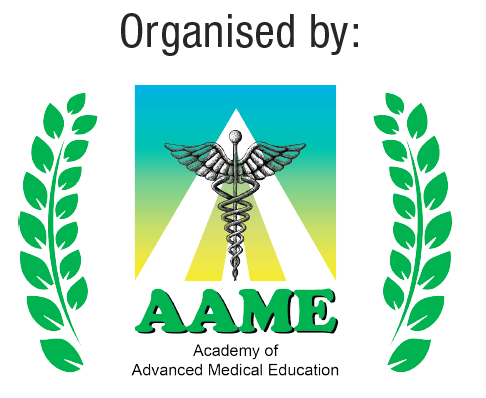 Organised by:
AAME
Academy of
Advanced Medical Education